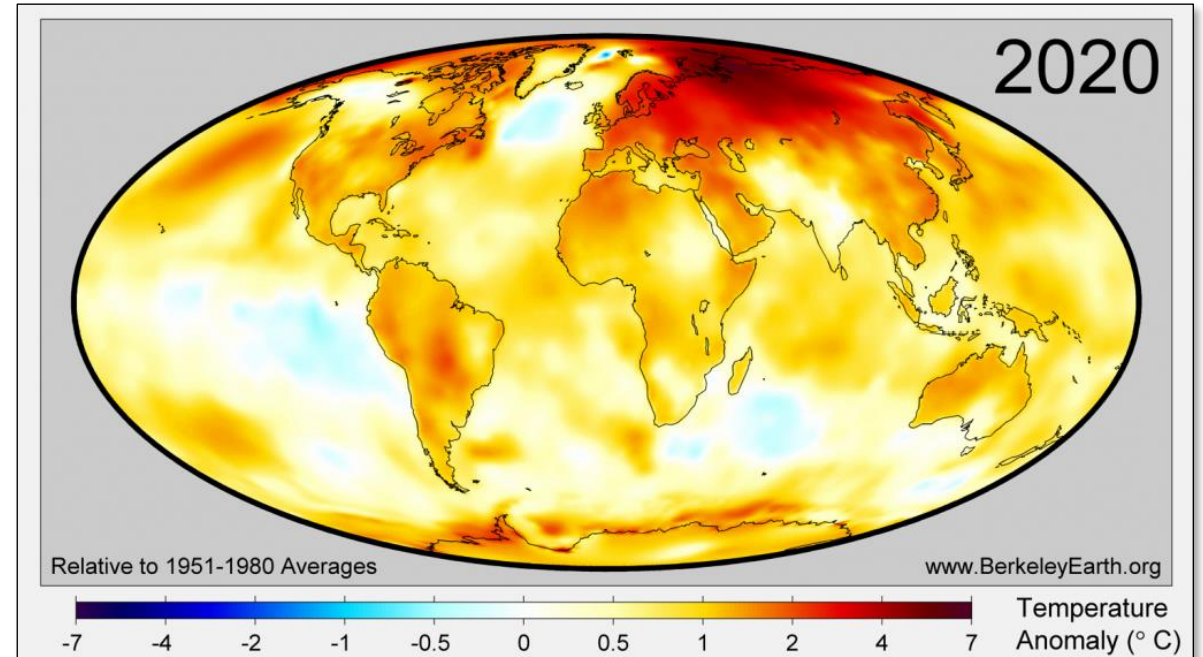 2020
Relative to 1951-1980 Averages
www.BerkeleyEarth.org
-7 -4 -2 -1 -0.5 0 0.5 1 2 4 7
Temperature
Anomaly (° C)